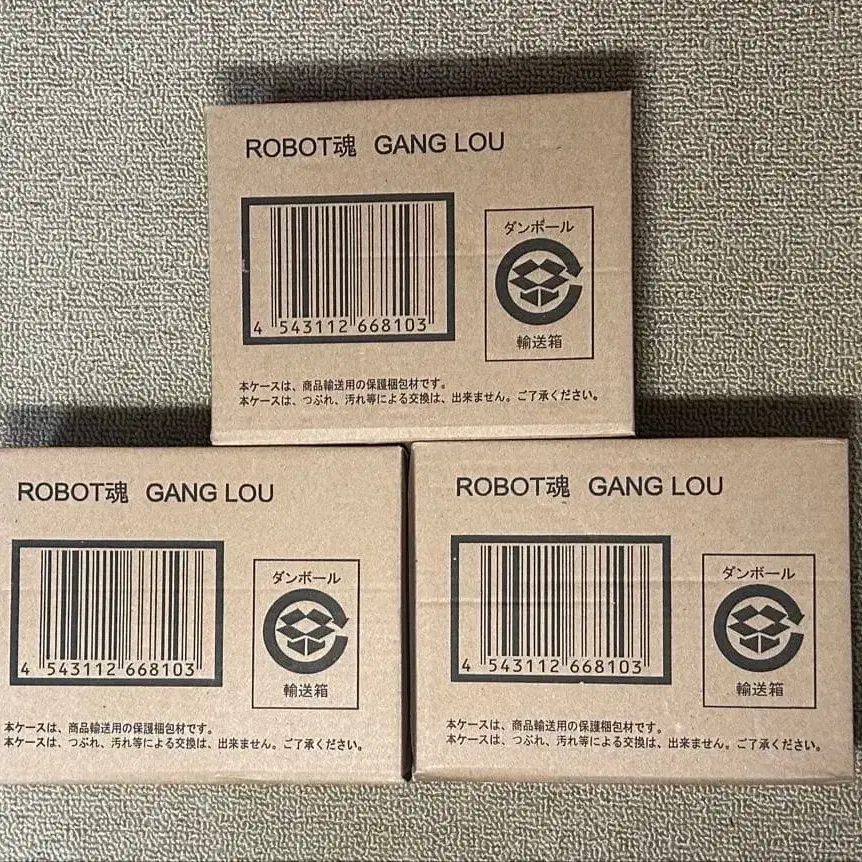 ROBOT魂 GANG LOU
4 543112 668103
ダンボール
輸送箱
本ケースは、商品輸送用の保護梱包材です。
本ケースは、つぶれ、汚れ等による交換は、出来ません。ご了承ください。
ROBOT魂 GANG LOU
4 543112 668103
ダンボール
輸送箱
本ケースは、商品輸送用の保護梱包材です。
本ケースは、つぶれ、汚れ等による交換は、出来ません。ご了承ください。
ROBOT魂 GANG LOU
4 543112 668103
ダンボール
輸送箱
本ケースは、商品輸送用の保護梱包材です。
本ケースは、つぶれ、汚れ等による交換は、出来ません。ご了承ください。